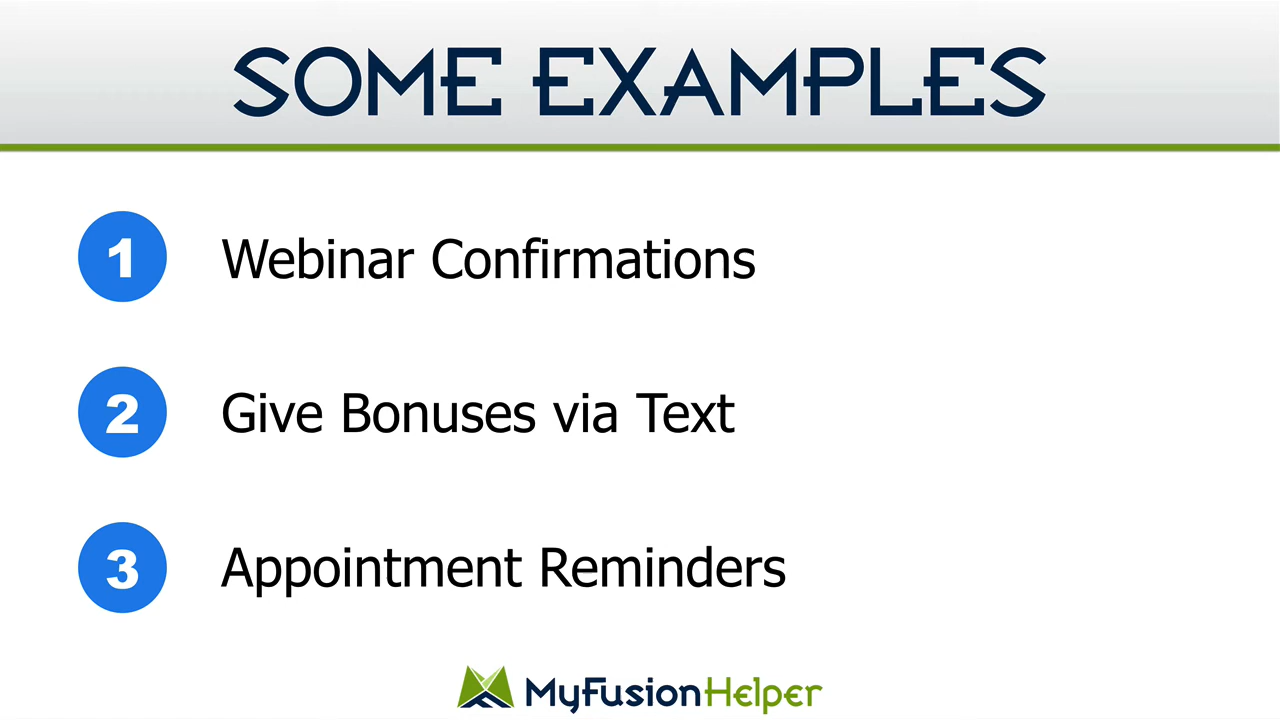 SOME EXAMPLES
1 Webinar Confirmations
2 Give Bonuses via Text
3 Appointment Reminders
MyFusionHelper